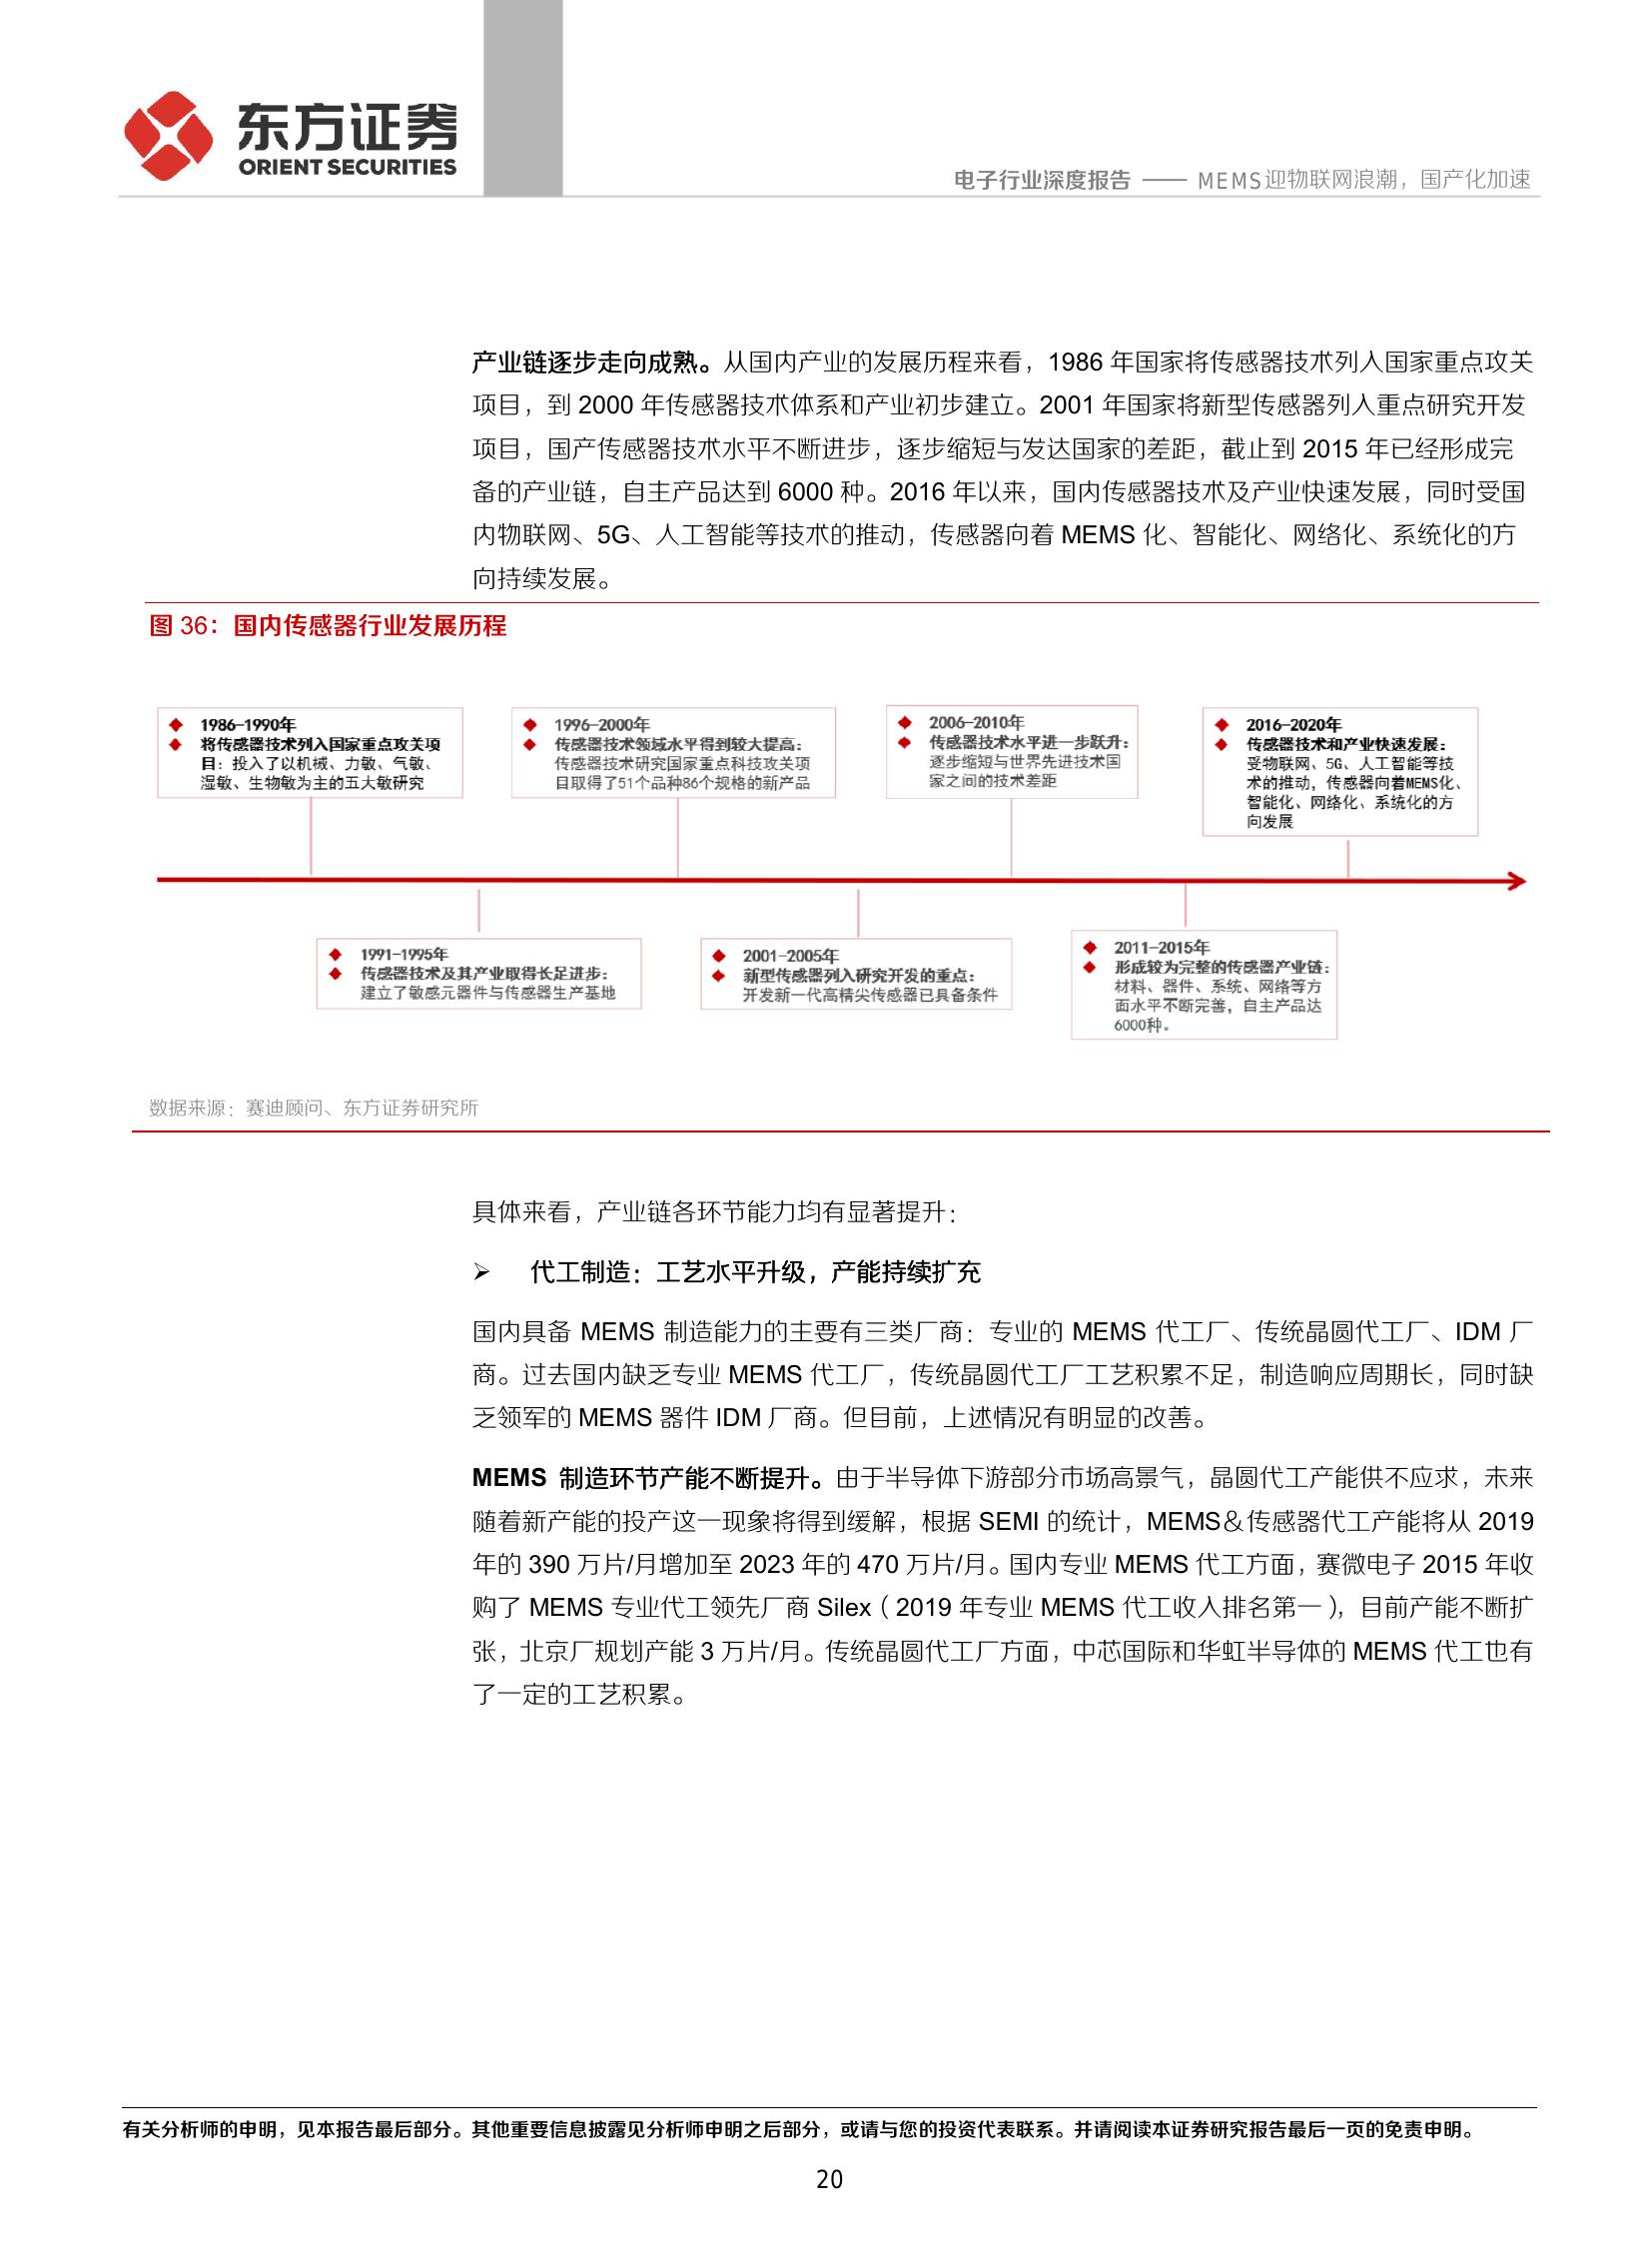 东方证券
ORIENT SECURITIES
电子行业深度报告 —— MEMS迎物联网浪潮，国产化加速
产业链逐步走向成熟。从国内产业的发展历程来看，1986 年国家将传感器技术列入国家重点攻关
项目，到 2000 年传感器技术体系和产业初步建立。2001 年国家将新型传感器列入重点研究开发
项目，国产传感器技术水平不断进步，逐步缩短与发达国家的差距，截止到 2015 年已经形成完
备的产业链，自主产品达到 6000 种。2016 年以来，国内传感器技术及产业快速发展，同时受国
内物联网、5G、人工智能等技术的推动，传感器向着 MEMS 化、智能化、网络化、系统化的方
向持续发展。
图 36：国内传感器行业发展历程
1986-1990年
将传感器技术列入国家重点攻关项
目：投入了以机械、力敏、气敏、
湿敏、生物敏为主的五大敏研究
1996-2000年
传感器技术领域水平得到较大提高：
传感器技术研究国家重点科技攻关项
目取得了51个品种86个规格的新产品
2006-2010年
传感器技术水平进一步跃升：
逐步缩短与世界先进技术国
家之间的技术差距
2016-2020年
传感器技术和产业快速发展：
受物联网、5G、人工智能等技
术的推动，传感器向着MEMS化、
智能化、网络化、系统化的方
向发展
1991-1995年
传感器技术及其产业取得长足进步：
建立了敏感元器件与传感器生产基地
2001-2005年
新型传感器列入研究开发的重点：
开发新一代高精尖传感器已具备条件
2011-2015年
形成较为完整的传感器产业链：
材料、器件、系统、网络等方
面水平不断完善，自主产品达
6000种。
数据来源：赛迪顾问、东方证券研究所
具体来看，产业链各环节能力均有显著提升：
➢ 代工制造：工艺水平升级，产能持续扩充
国内具备 MEMS 制造能力的主要有三类厂商：专业的 MEMS 代工厂、传统晶圆代工厂、IDM 厂
商。过去国内缺乏专业 MEMS 代工厂，传统晶圆代工厂工艺积累不足，制造响应周期长，同时缺
乏领军的 MEMS 器件 IDM 厂商。但目前，上述情况有明显的改善。
MEMS 制造环节产能不断提升。由于半导体下游部分市场高景气，晶圆代工产能供不应求，未来
随着新产能的投产这一现象将得到缓解，根据 SEMI 的统计，MEMS＆传感器代工产能将从 2019
年的 390 万片/月增加至 2023 年的 470 万片/月。国内专业 MEMS 代工方面，赛微电子 2015 年收
购了 MEMS 专业代工领先厂商 Silex（2019 年专业 MEMS 代工收入排名第一），目前产能不断扩
张，北京厂规划产能 3 万片/月。传统晶圆代工厂方面，中芯国际和华虹半导体的 MEMS 代工也有
了一定的工艺积累。
有关分析师的申明，见本报告最后部分。其他重要信息披露见分析师申明之后部分，或请与您的投资代表联系。并请阅读本证券研究报告最后一页的免责申明。
20